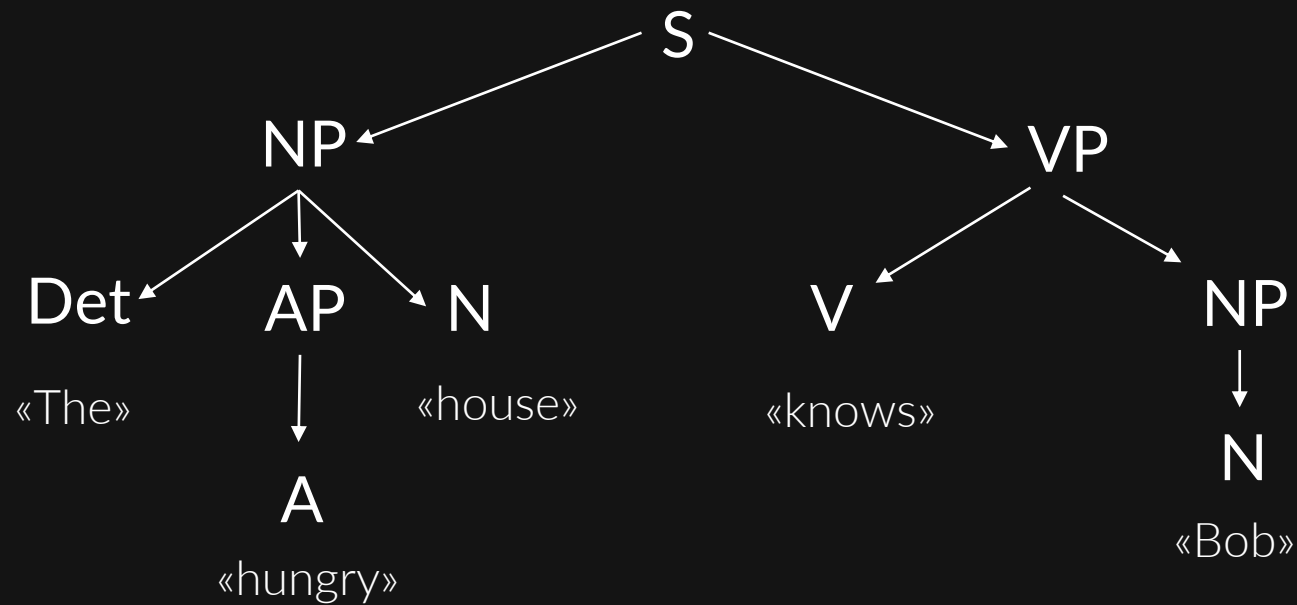 S
NP VP
Det AP N V NP
«The» «house» «knows»
A N
«hungry» «Bob»